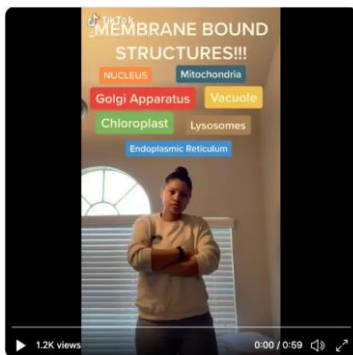 TikTok
MEMBRANE BOUND
STRUCTURES!!!
NUCLEUS
Mitochondria
Golgi Apparatus
Vacuole
Chloroplast
Lysosomes
Endoplasmic Reticulum
1.2K views
0:00 / 0:59